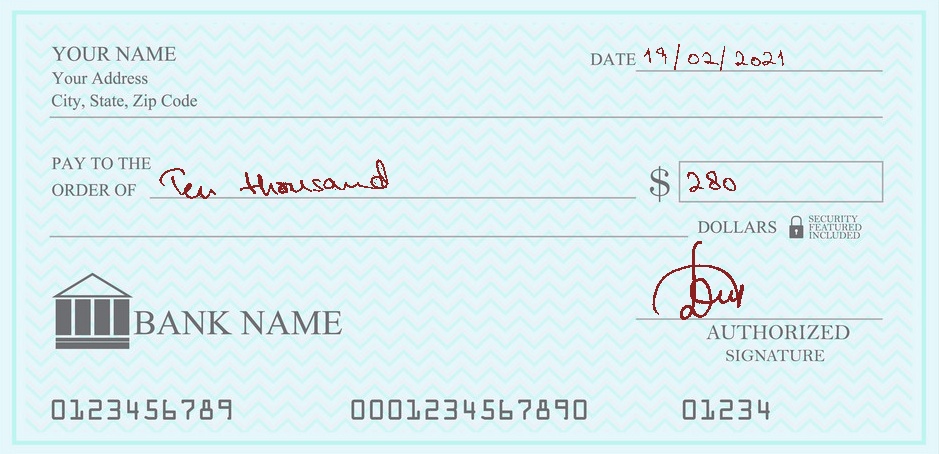 YOUR NAME
Your Address
City, State, Zip Code
DATE 19/02/2021
PAY TO THE
ORDER OF Ten thousand
$ 280
DOLLARS
SECURITY
FEATURED
INCLUDED
BANK NAME
AUTHORIZED
SIGNATURE
0123456789 0001234567890 01234